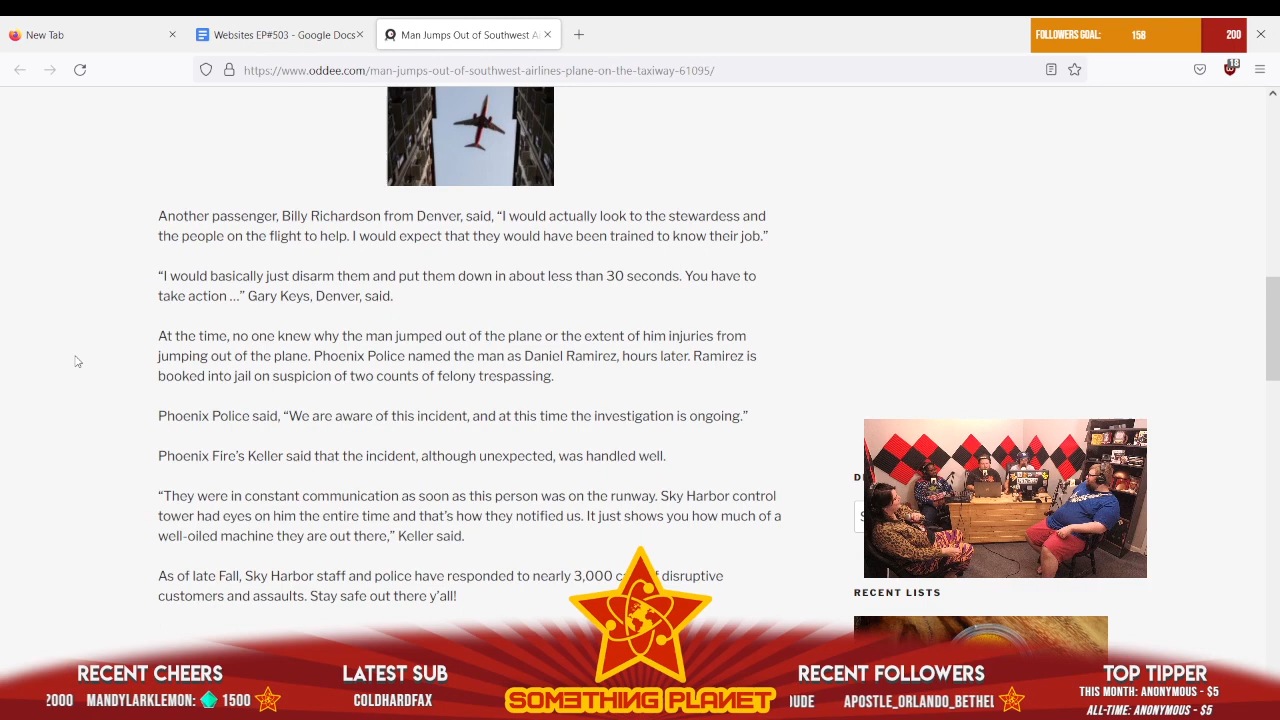 New Tab
Websites EP#503 - Google Docs
Man Jumps Out of Southwest A
FOLLOWERS GOAL:
158
200
https://www.oddee.com/man-jumps-out-of-southwest-airlines-plane-on-the-taxiway-61095/
18
Another passenger, Billy Richardson from Denver, said, “I would actually look to the stewardess and
the people on the flight to help. I would expect that they would have been trained to know their job.”
“I would basically just disarm them and put them down in about less than 30 seconds. You have to
take action …” Gary Keys, Denver, said.
At the time, no one knew why the man jumped out of the plane or the extent of him injuries from
jumping out of the plane. Phoenix Police named the man as Daniel Ramirez, hours later. Ramirez is
booked into jail on suspicion of two counts of felony trespassing.
Phoenix Police said, “We are aware of this incident, and at this time the investigation is ongoing.”
Phoenix Fire’s Keller said that the incident, although unexpected, was handled well.
“They were in constant communication as soon as this person was on the runway. Sky Harbor control
tower had eyes on him the entire time and that’s how they notified us. It just shows you how much of a
well-oiled machine they are out there,” Keller said.
As of late Fall, Sky Harbor staff and police have responded to nearly 3,000 disruptive
customers and assaults. Stay safe out there y’all!
RECENT LISTS
RECENT CHEERS
2000 MANDYLARKLEMON: 1500
LATEST SUB
COLDHARDFAX
SOMETHING PLANET
RECENT FOLLOWERS
UDE APOSTLE_ORLANDO_BETHEL
TOP TIPPER
THIS MONTH: ANONYMOUS - $5
ALL-TIME: ANONYMOUS - $5